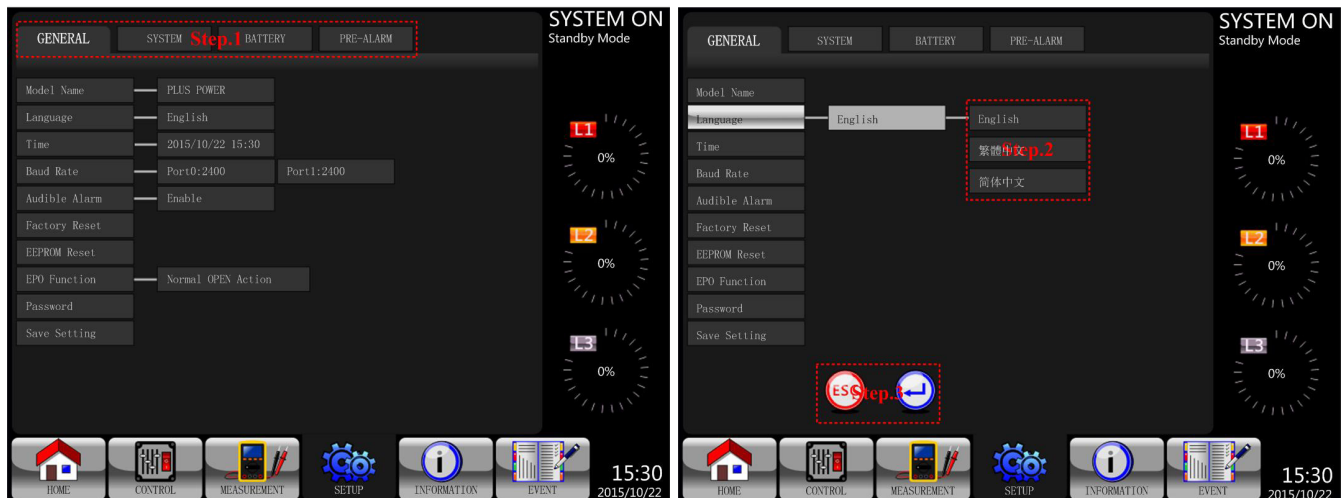 SYSTEM ON
Standby Mode
GENERAL SYSTEM Step.1 BATTERY PRE-ALARM
Model Name PLUS POWER
Language English
Time 2015/10/22 15:30
Baud Rate Port0:2400 Port1:2400
Audible Alarm Enable
Factory Reset
EEPROM Reset
EPO Function Normal OPEN Action
Password
Save Setting
L1
0%
L2
0%
L3
0%
HOME CONTROL MEASUREMENT SETUP INFORMATION EVENT
15:30
2015/10/22
SYSTEM ON
Standby Mode
GENERAL SYSTEM BATTERY PRE-ALARM
Model Name
Language English English
Time 繁體中文 Step.2
Baud Rate 简体中文
Audible Alarm
Factory Reset
EEPROM Reset
EPO Function
Password
Save Setting
ESC Step.3
L1
0%
L2
0%
L3
0%
HOME CONTROL MEASUREMENT SETUP INFORMATION EVENT
15:30
2015/10/22